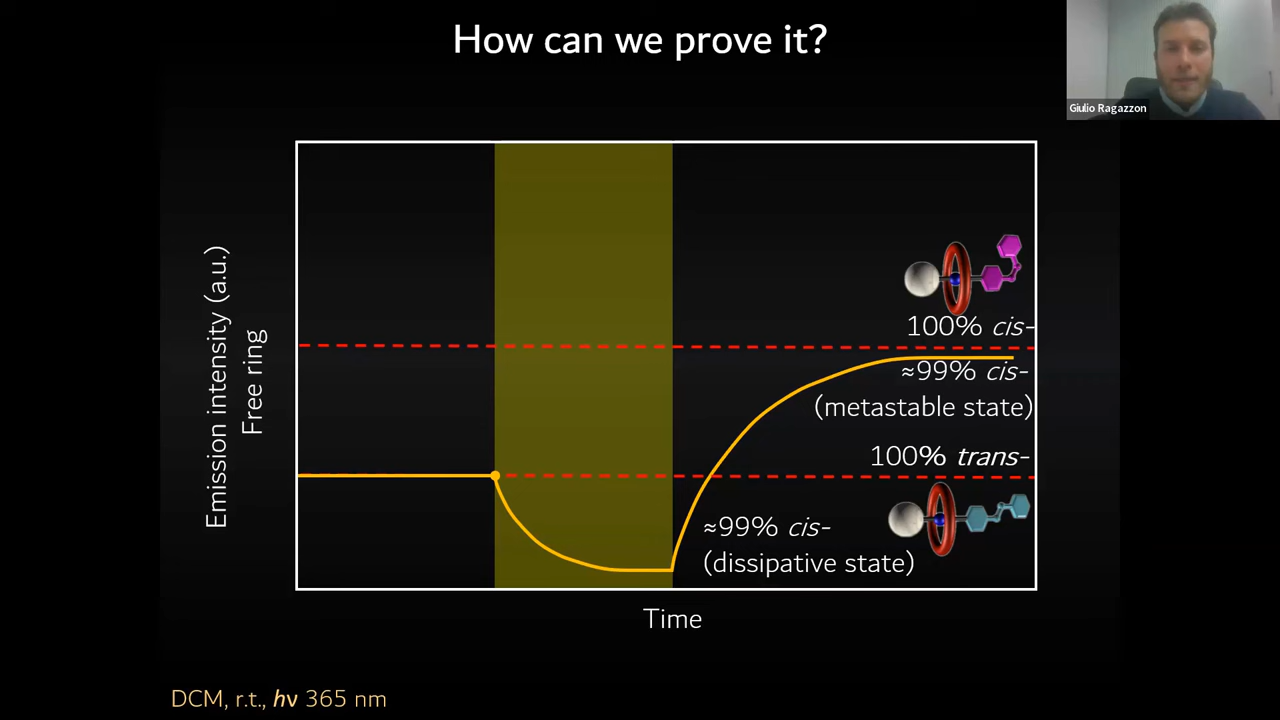 How can we prove it?
Giulio Ragazzon
Emission intensity (a.u.)
Free ring
100% cis-
≈99% cis-
(metastable state)
100% trans-
≈99% cis-
(dissipative state)
Time
DCM, r.t., hν 365 nm